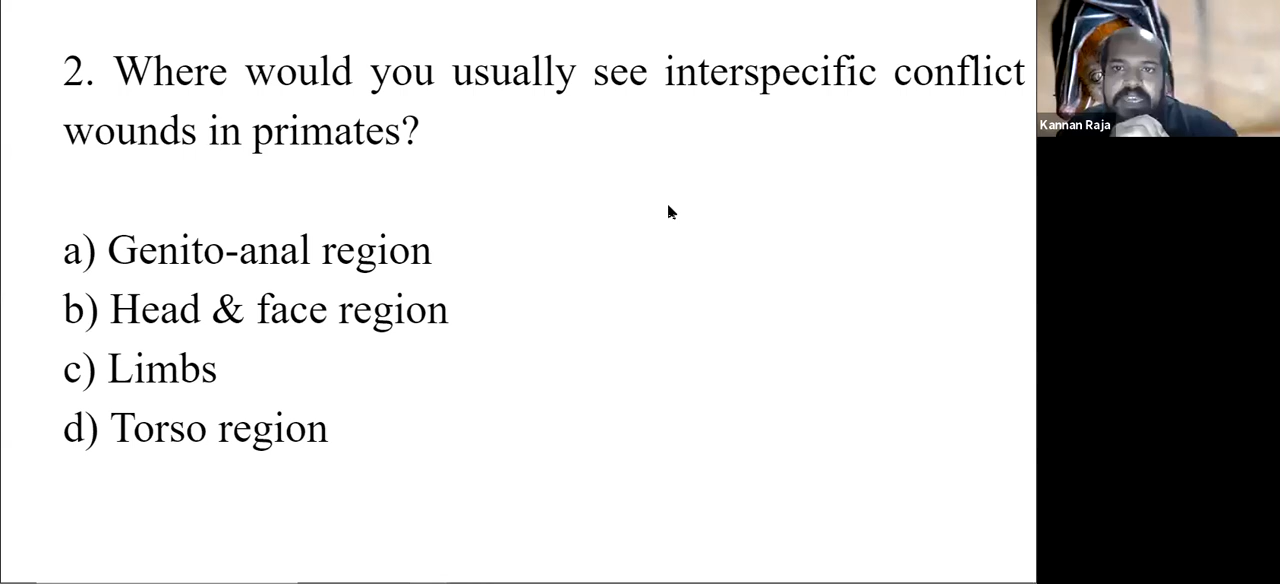 2. Where would you usually see interspecific conflict
wounds in primates?
a) Genito-anal region
b) Head & face region
c) Limbs
d) Torso region
Kannan Raja